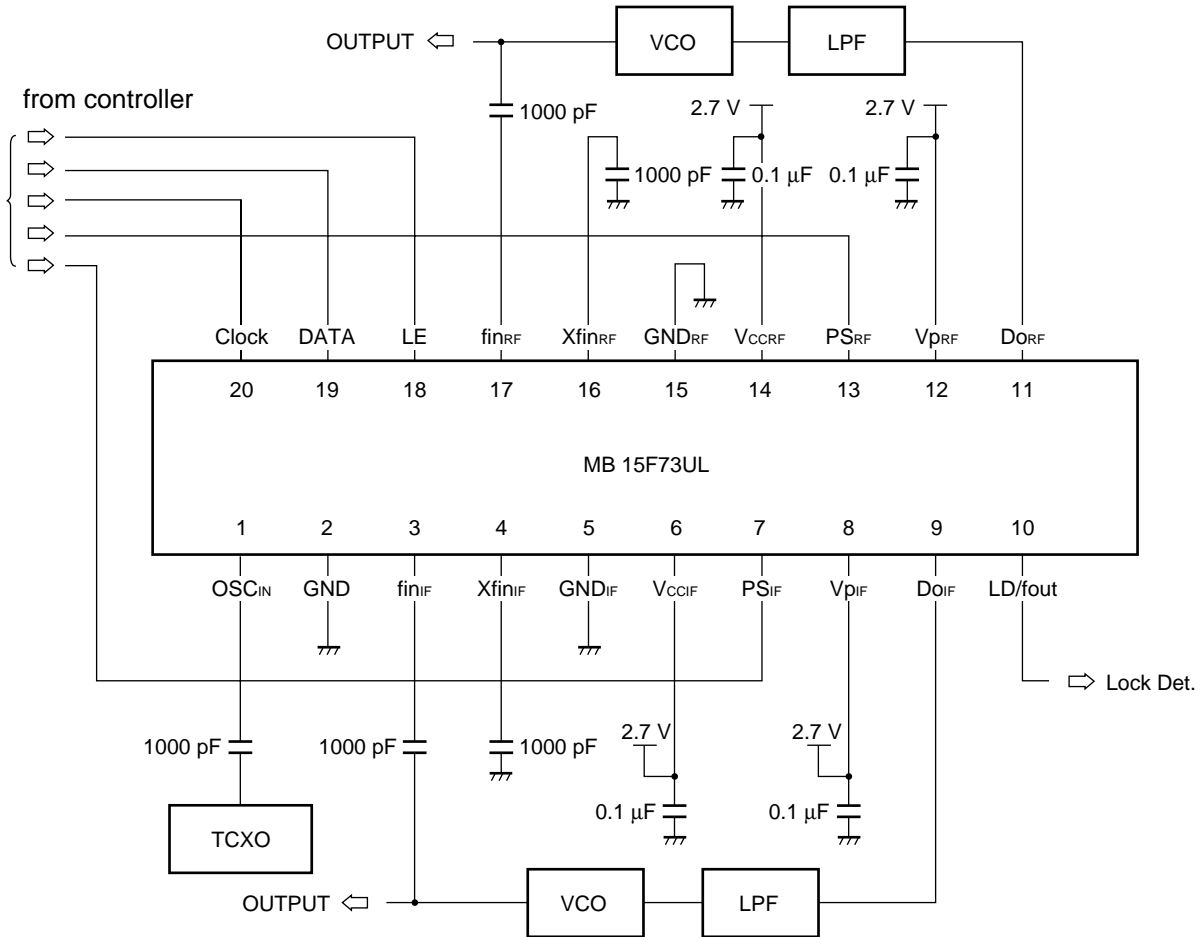 OUTPUT
VCO
LPF
from controller
1000 pF
2.7 V
2.7 V
1000 pF
0.1 μF
0.1 μF
Clock DATA LE finRF XfinRF GNDRF VCCRF PSRF VpRF DoRF
20 19 18 17 16 15 14 13 12 11
MB 15F73UL
1 2 3 4 5 6 7 8 9 10
OSCIN GND finIF XfinIF GNDIF VCCIF PSIF VpIF DoIF LD/fout
Lock Det.
2.7 V
2.7 V
1000 pF
1000 pF
1000 pF
0.1 μF
0.1 μF
TCXO
OUTPUT
VCO
LPF